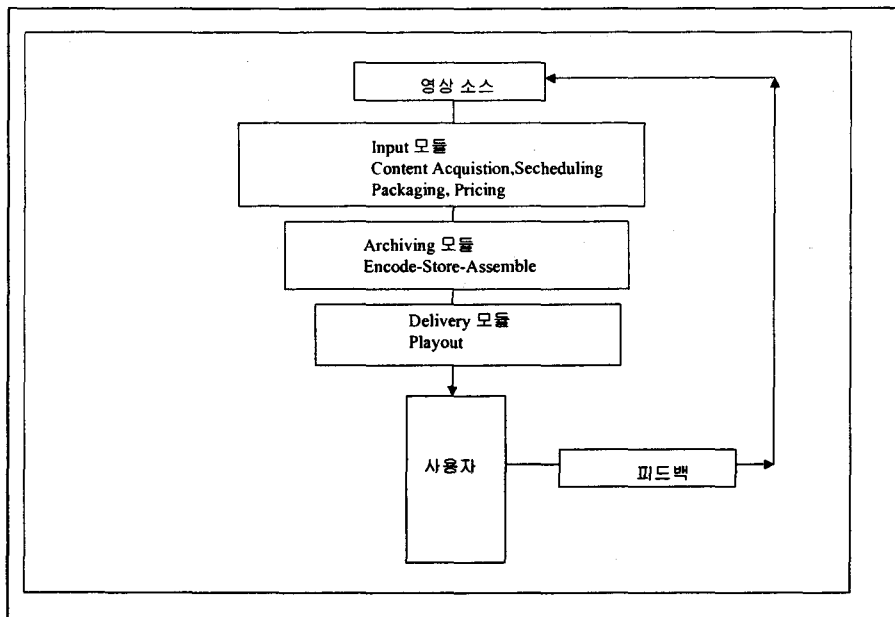 영상 소스
Input 모듈
Content Acquistion,Secheduling
Packaging, Pricing
Archiving 모듈
Encode-Store-Assemble
Delivery 모듈
Playout
사용자
피드백